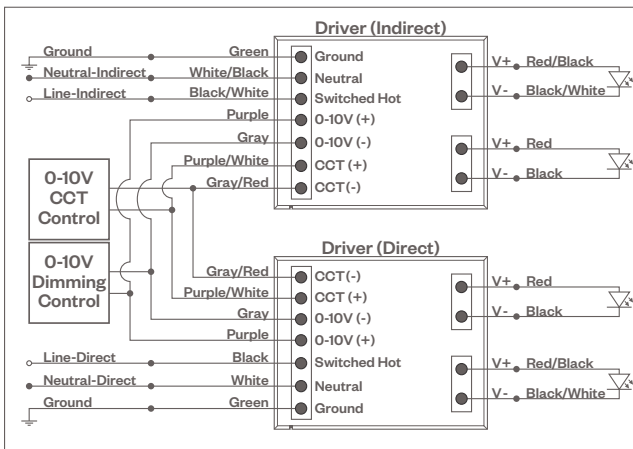 Driver (Indirect)
Ground Green Ground
Neutral-Indirect White/Black Neutral
Line-Indirect Black/White Switched Hot
Purple 0-10V (+)
Gray 0-10V (-)
Purple/White CCT (+)
Gray/Red CCT(-)
V+ Red/Black
V- Black/White
V+ Red
V- Black
0-10V
CCT
Control
0-10V
Dimming
Control
Driver (Direct)
Gray/Red CCT(-)
Purple/White CCT (+)
Gray 0-10V (-)
Purple 0-10V (+)
Line-Direct Black Switched Hot
Neutral-Direct White Neutral
Ground Green Ground
V+ Red
V- Black
V+ Red/Black
V- Black/White